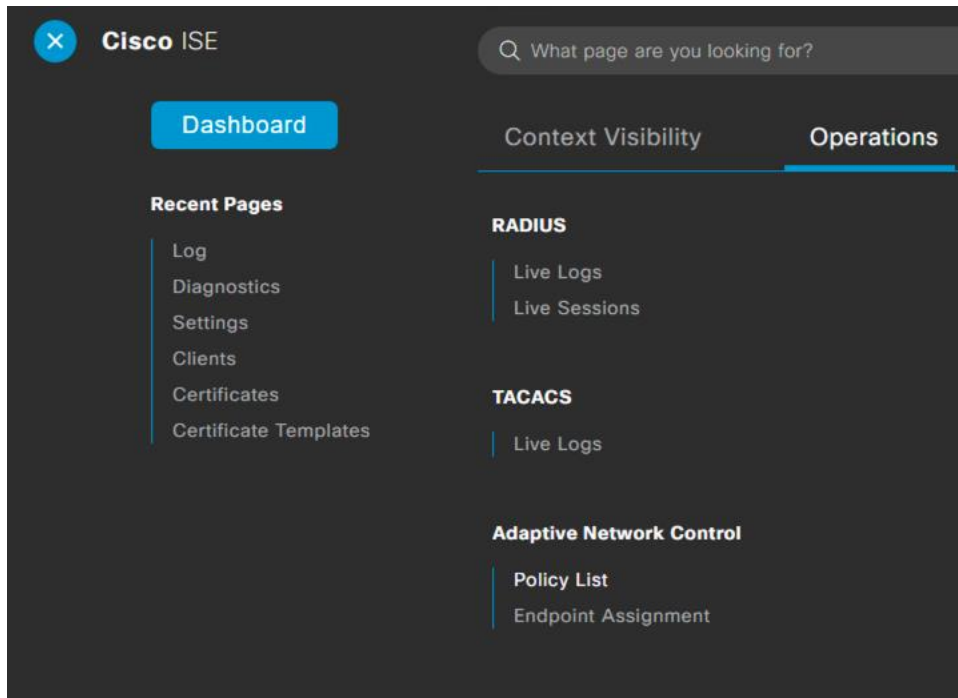 Cisco ISE
What page are you looking for?
Dashboard
Context Visibility
Operations
Recent Pages
Log
Diagnostics
Settings
Clients
Certificates
Certificate Templates
RADIUS
Live Logs
Live Sessions
TACACS
Live Logs
Adaptive Network Control
Policy List
Endpoint Assignment